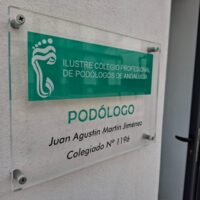 ILUSTRE COLEGIO PROFESIONAL
DE PODÓLOGOS DE ANDALUCÍA
PODÓLOGO
Juan Agustín Martín Jiménez
Colegiado Nº 1196